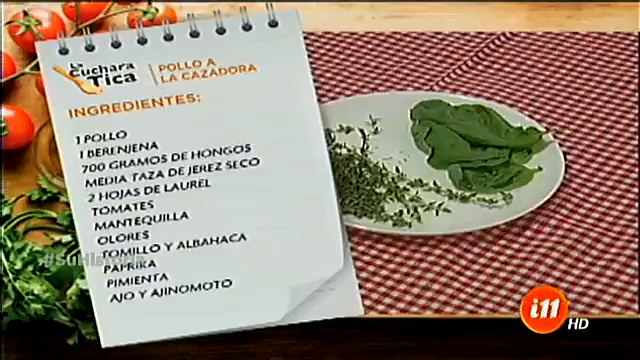 La
Cuchara
Tica
POLLO A
LA CAZADORA
INGREDIENTES:
1 POLLO
1 BERENJENA
700 GRAMOS DE HONGOS
MEDIA TAZA DE JEREZ SECO
2 HOJAS DE LAUREL
TOMATES
MANTEQUILLA
OLORES
TOMILLO Y ALBAHACA
PAPRIKA
PIMIENTA
AJO Y AJINOMOTO
#SuHistoria
i11
HD